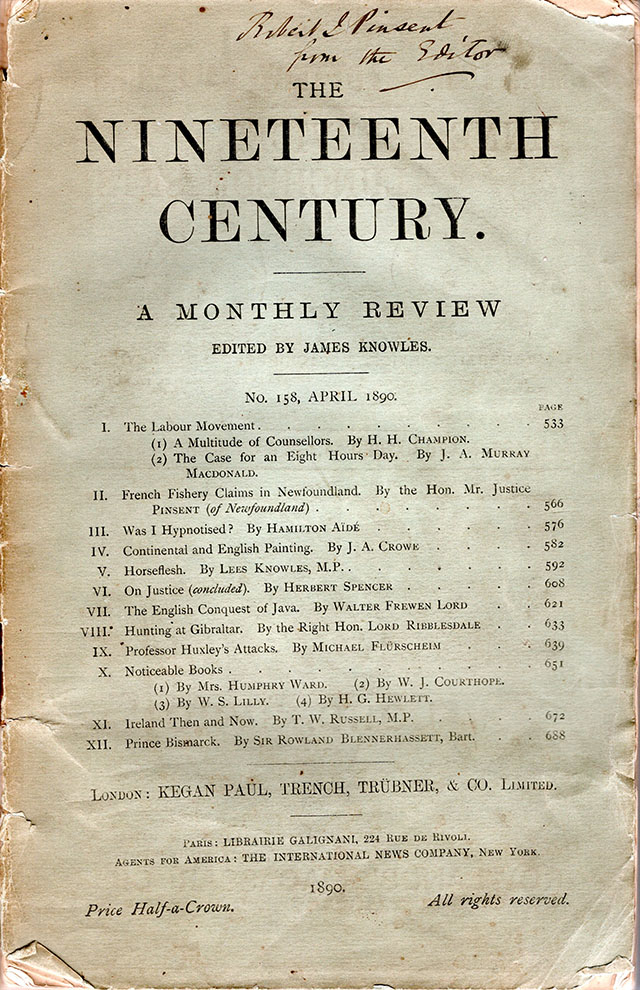 Robert J Pinsent
from the Editor
THE
NINETEENTH
CENTURY.
A MONTHLY REVIEW
EDITED BY JAMES KNOWLES.
No. 158, APRIL 1890.
PAGE
I. The Labour Movement . . . . . . . . . . 533
(1) A Multitude of Counsellors. By H. H. CHAMPION.
(2) The Case for an Eight Hours Day. By J. A. MURRAY
MACDONALD.
II. French Fishery Claims in Newfoundland. By the Hon. Mr. Justice
PINSENT (of Newfoundland) . . . . . . . . 566
III. Was I Hypnotised? By HAMILTON AÏDÉ . . . . . . 576
IV. Continental and English Painting. By J. A. CROWE . . . . 582
V. Horseflesh. By LEES KNOWLES, M.P. . . . . . . . 592
VI. On Justice (concluded). By HERBERT SPENCER . . . . . 608
VII. The English Conquest of Java. By WALTER FREWEN LORD . . 621
VIII. Hunting at Gibraltar. By the Right Hon. LORD RIBBLESDALE . . 633
IX. Professor Huxley's Attacks. By MICHAEL FLÜRSCHEIM . . . 639
X. Noticeable Books . . . . . . . . . . . 651
(1) By Mrs. HUMPHRY WARD. (2) By W. J. COURTHOPE.
(3) By W. S. LILLY. (4) By H. G. HEWLETT.
XI. Ireland Then and Now. By T. W. RUSSELL, M.P. . . . . 672
XII. Prince Bismarck. By SIR ROWLAND BLENNERHASSETT, Bart. . . 688
LONDON: KEGAN PAUL, TRENCH, TRÜBNER, & CO. LIMITED.
PARIS: LIBRAIRIE GALIGNANI, 224 RUE DE RIVOLI.
AGENTS FOR AMERICA: THE INTERNATIONAL NEWS COMPANY, NEW YORK.
1890.
Price Half-a-Crown. All rights reserved.